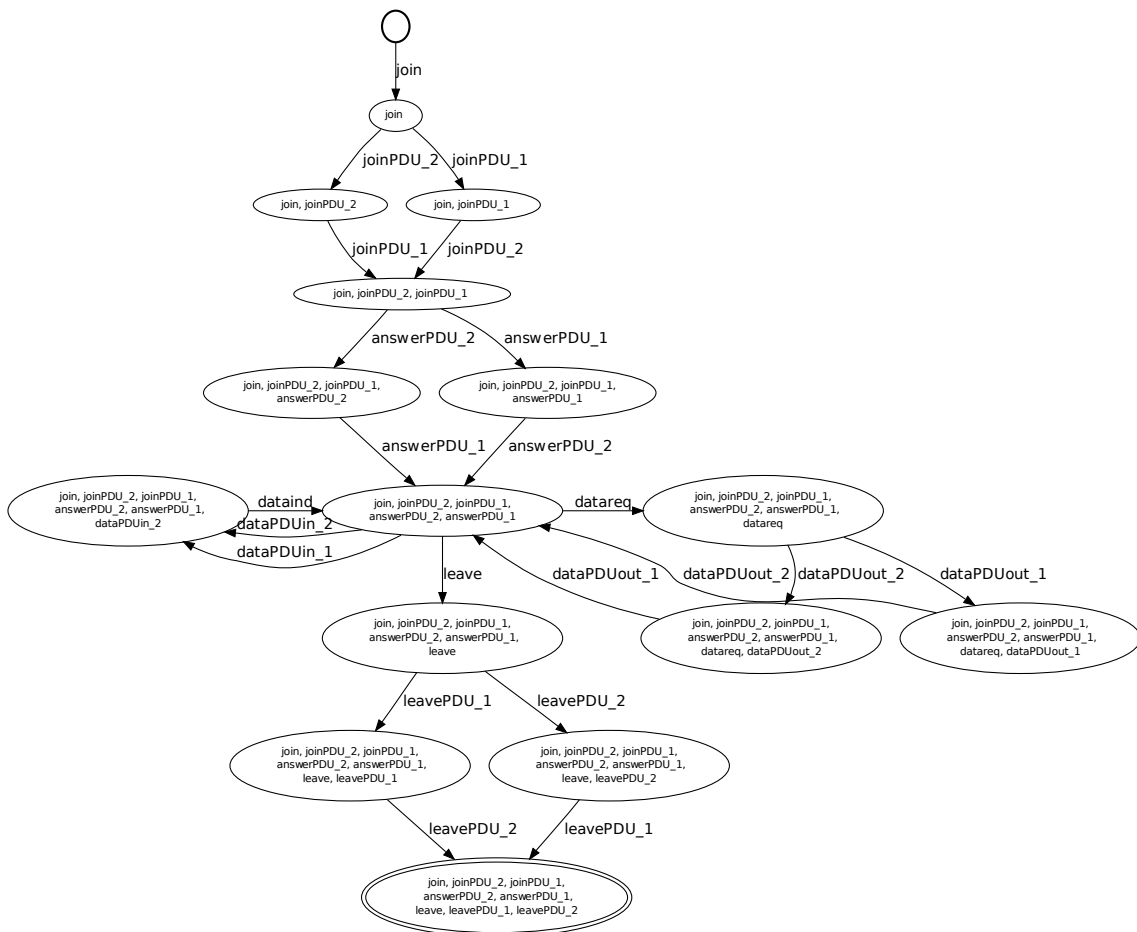 join
join
joinPDU_2
joinPDU_1
join, joinPDU_2
join, joinPDU_1
joinPDU_1
joinPDU_2
join, joinPDU_2, joinPDU_1
answerPDU_2
answerPDU_1
join, joinPDU_2, joinPDU_1,
answerPDU_2
join, joinPDU_2, joinPDU_1,
answerPDU_1
answerPDU_1
answerPDU_2
join, joinPDU_2, joinPDU_1,
answerPDU_2, answerPDU_1,
dataPDUin_2
dataind
dataPDUin_2
dataPDUin_1
join, joinPDU_2, joinPDU_1,
answerPDU_2, answerPDU_1
datareq
join, joinPDU_2, joinPDU_1,
answerPDU_2, answerPDU_1,
datareq
leave
dataPDUout_1
dataPDUout_2
dataPDUout_2
dataPDUout_1
join, joinPDU_2, joinPDU_1,
answerPDU_2, answerPDU_1,
leave
join, joinPDU_2, joinPDU_1,
answerPDU_2, answerPDU_1,
datareq, dataPDUout_2
join, joinPDU_2, joinPDU_1,
answerPDU_2, answerPDU_1,
datareq, dataPDUout_1
leavePDU_1
leavePDU_2
join, joinPDU_2, joinPDU_1,
answerPDU_2, answerPDU_1,
leave, leavePDU_1
join, joinPDU_2, joinPDU_1,
answerPDU_2, answerPDU_1,
leave, leavePDU_2
leavePDU_2
leavePDU_1
join, joinPDU_2, joinPDU_1,
answerPDU_2, answerPDU_1,
leave, leavePDU_1, leavePDU_2